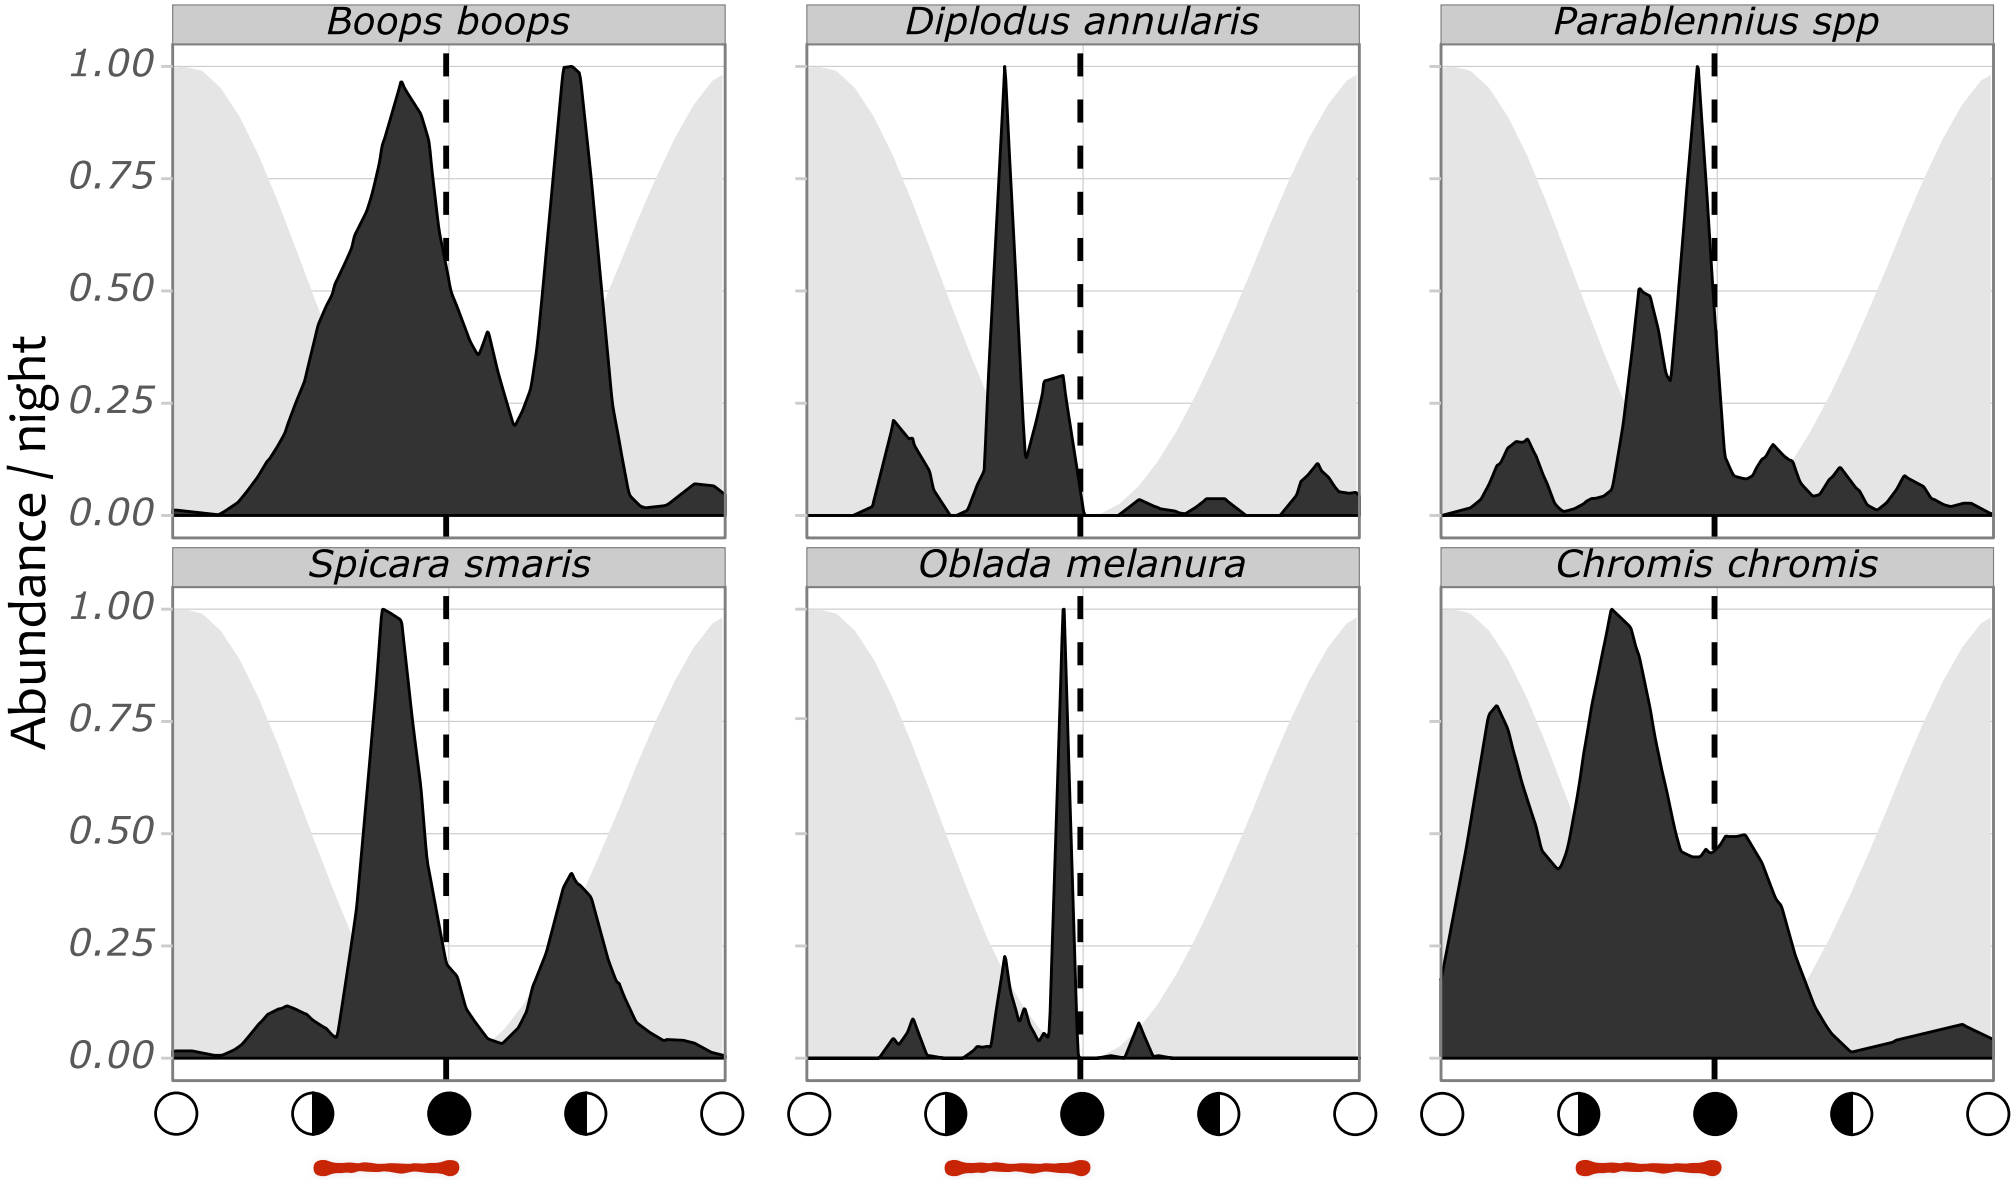 Boops boops
Diplodus annularis
Parablennius spp
1.00
0.75
0.50
0.25
0.00
Abundance / night
Spicara smaris
Oblada melanura
Chromis chromis
1.00
0.75
0.50
0.25
0.00